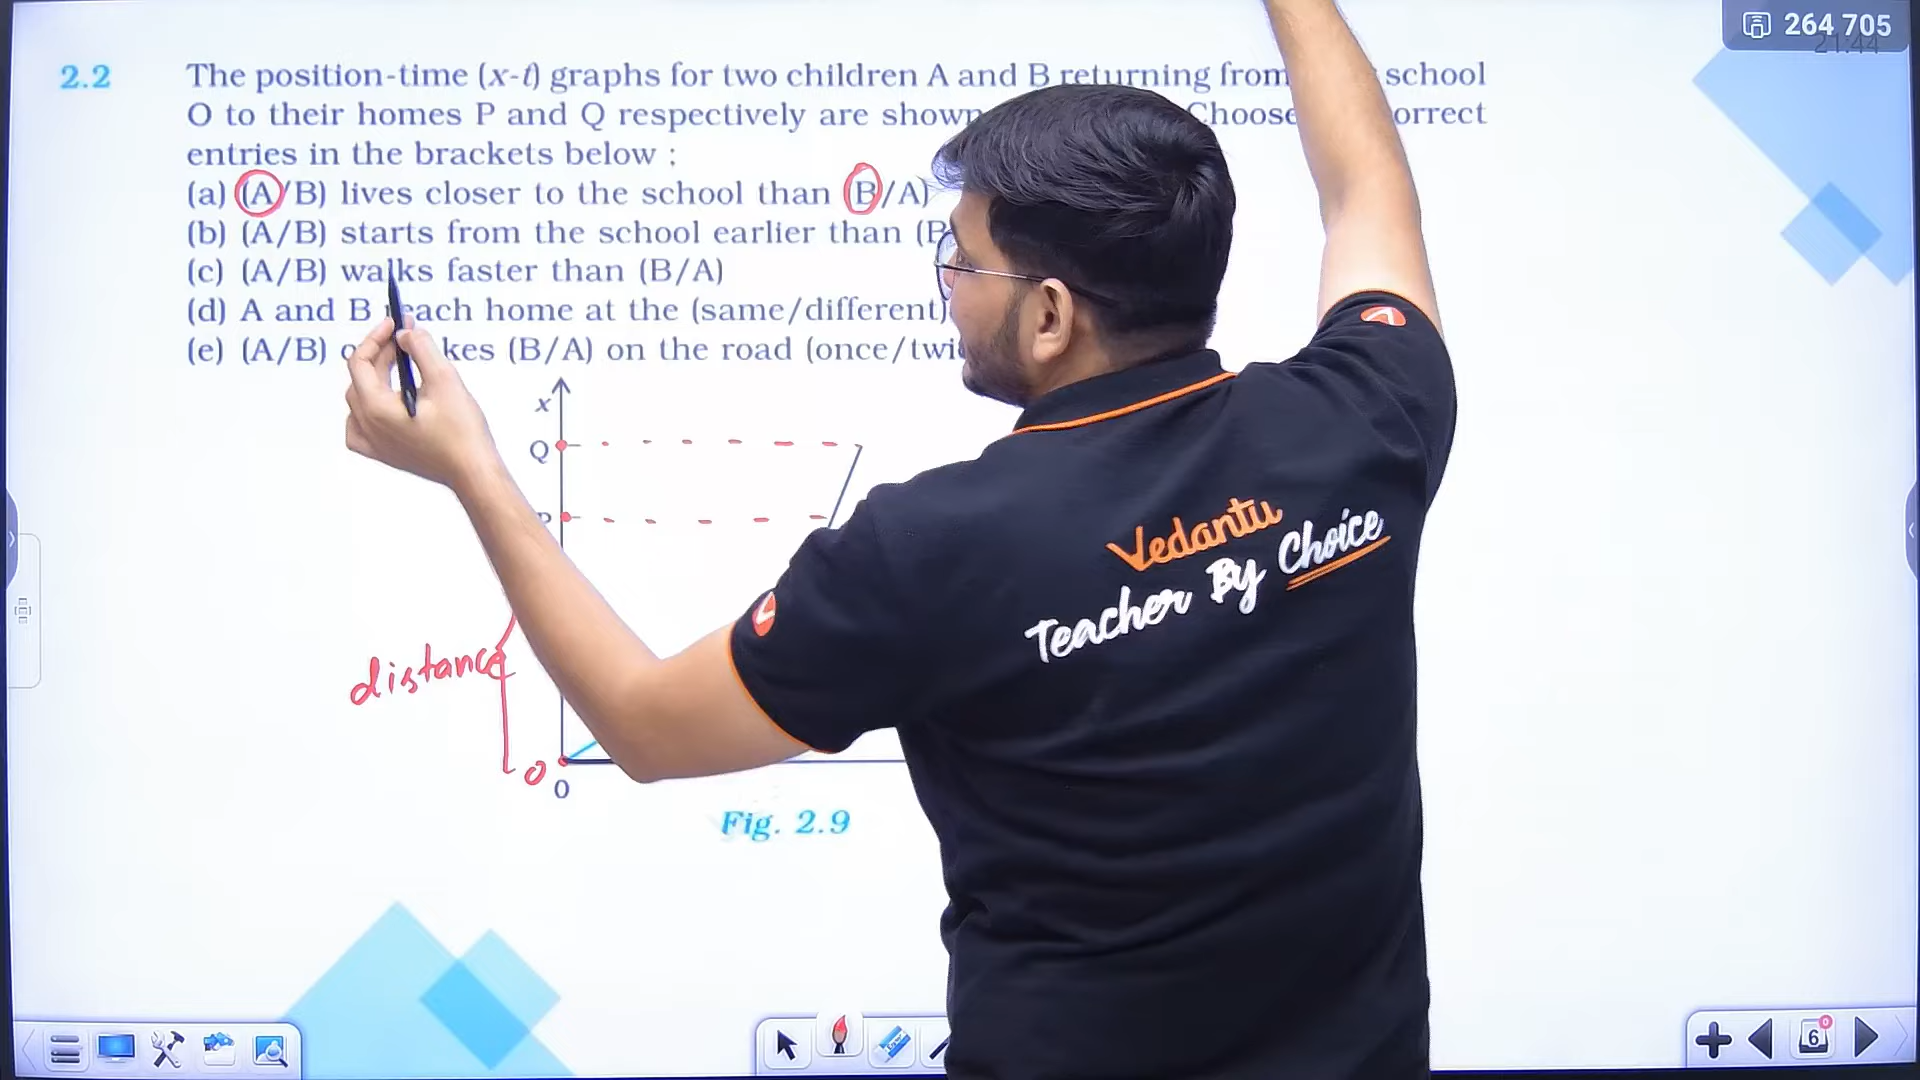 264 705
21:44
2.2 The position-time (x-t) graphs for two children A and B returning from school
O to their homes P and Q respectively are shown Choose orrect
entries in the brackets below ;
(a) (A/B) lives closer to the school than (B/A)
(b) (A/B) starts from the school earlier than (B
(c) (A/B) walks faster than (B/A)
(d) A and B reach home at the (same/different)
(e) (A/B) o kes (B/A) on the road (once/twi
x
Q
P
distance
O
0
Fig. 2.9
Vedantu
Teacher By Choice
6
0